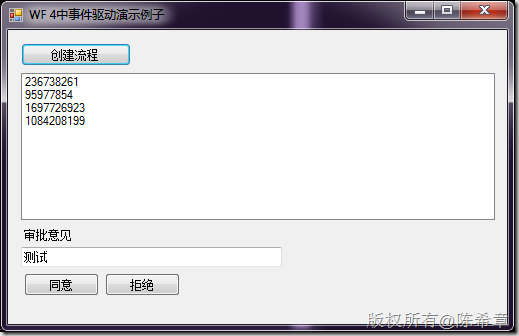 WF 4中事件驱动演示例子
创建流程
236738261
95977854
1697726923
1084208199
审批意见
测试
同意
拒绝
版权所有@陈希章